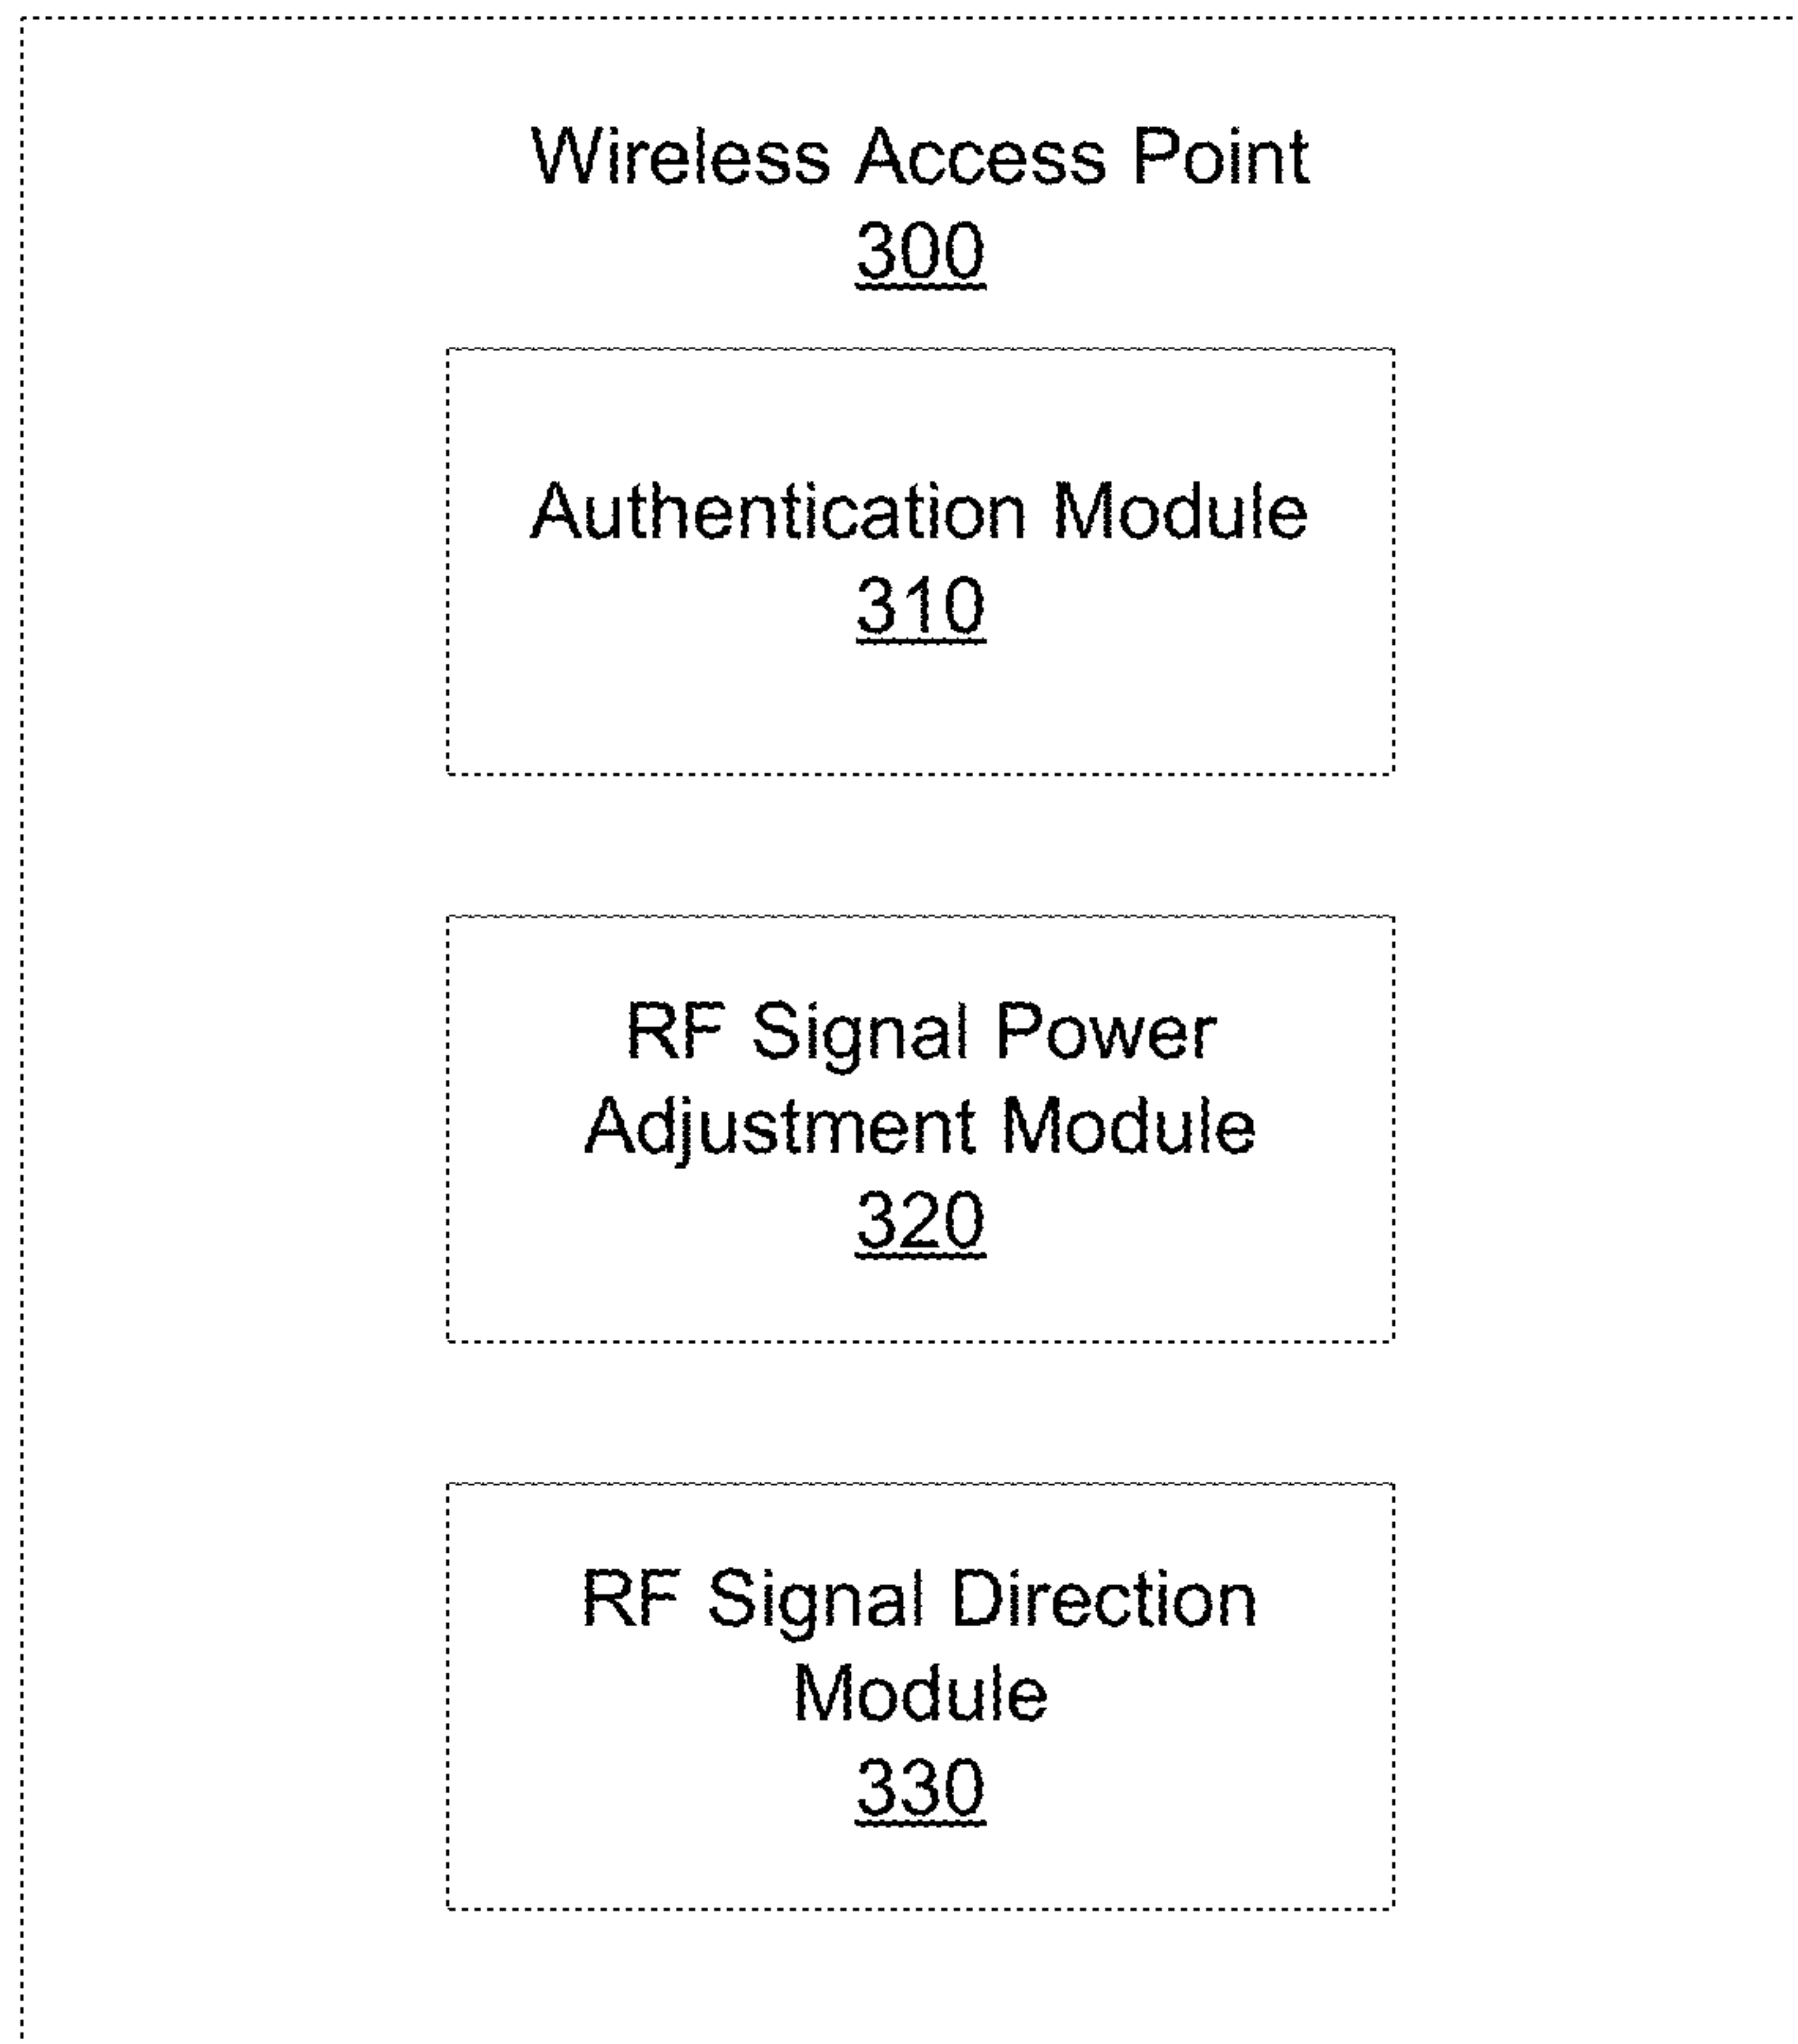 Wireless Access Point
300
Authentication Module
310
RF Signal Power
Adjustment Module
320
RF Signal Direction
Module
330